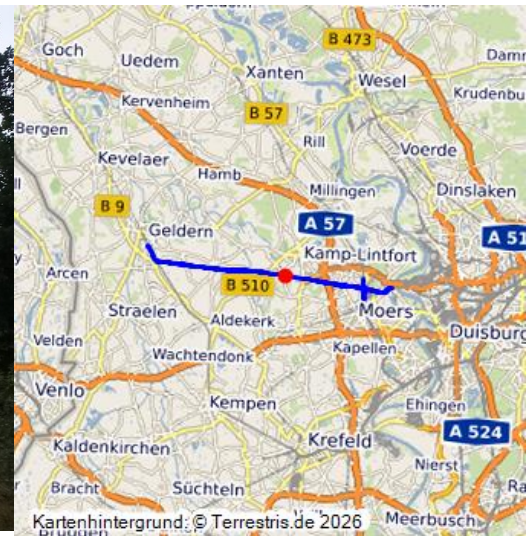 B 473
Goch
Uedem
Damm
Xanten
Wesel
Krudenbu
Kervenheim
B 57
Bergen
Rill
Voerde
Kevelaer
Hamb
Millingen
Dinslaken
B 9
A 57
Geldern
A 51
Kamp-Lintfort
Arcen
B 510
Straelen
Moers
Aldekerk
Duisburg
Velden
Wachtendonk
Kapellen
Venlo
Kempen
Ehingen
A 524
Krefeld
Kaldenkirchen
Nierst
Bracht
Süchteln
Meerbusch
Kartenhintergrund: © Terrestris.de 2026